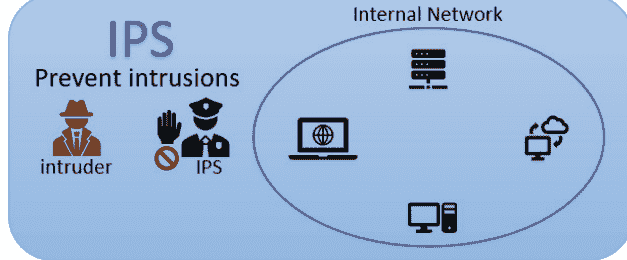 IPS
Prevent intrusions
intruder
IPS
Internal Network